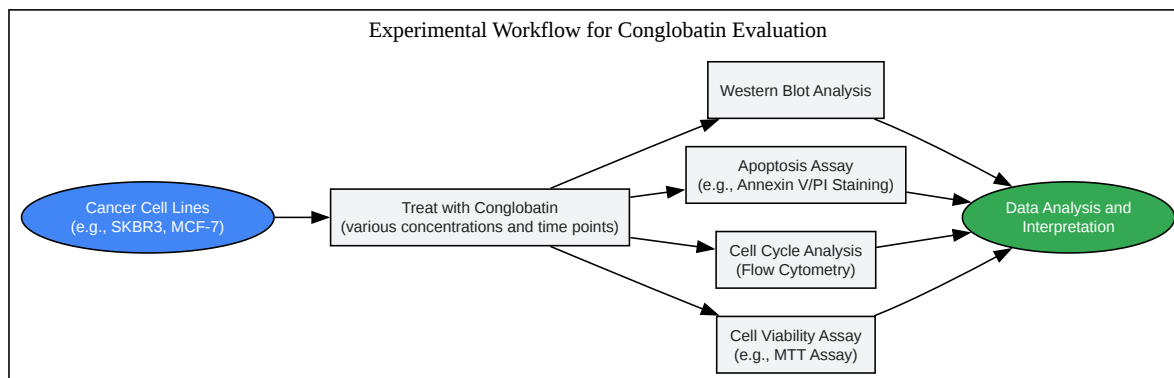 Experimental Workflow for Conglobatin Evaluation
Cancer Cell Lines
(e.g., SKBR3, MCF-7)
Treat with Conglobatin
(various concentrations and time points)
Western Blot Analysis
Apoptosis Assay
(e.g., Annexin V/PI Staining)
Cell Cycle Analysis
(Flow Cytometry)
Cell Viability Assay
(e.g., MTT Assay)
Data Analysis and
Interpretation